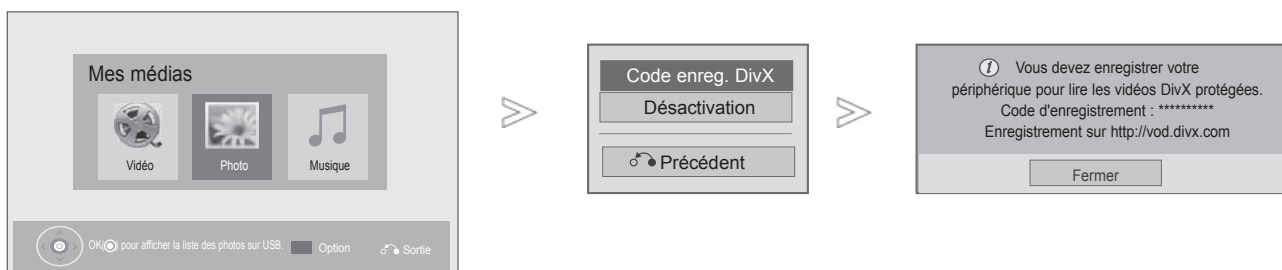 Mes médias
Vidéo
Photo
Musique
OK(◉) pour afficher la liste des photos sur USB.
Option
Sortie
Code enreg. DivX
Désactivation
Précédent
Vous devez enregistrer votre
périphérique pour lire les vidéos DivX protégées.
Code d'enregistrement : **********
Enregistrement sur http://vod.divx.com
Fermer